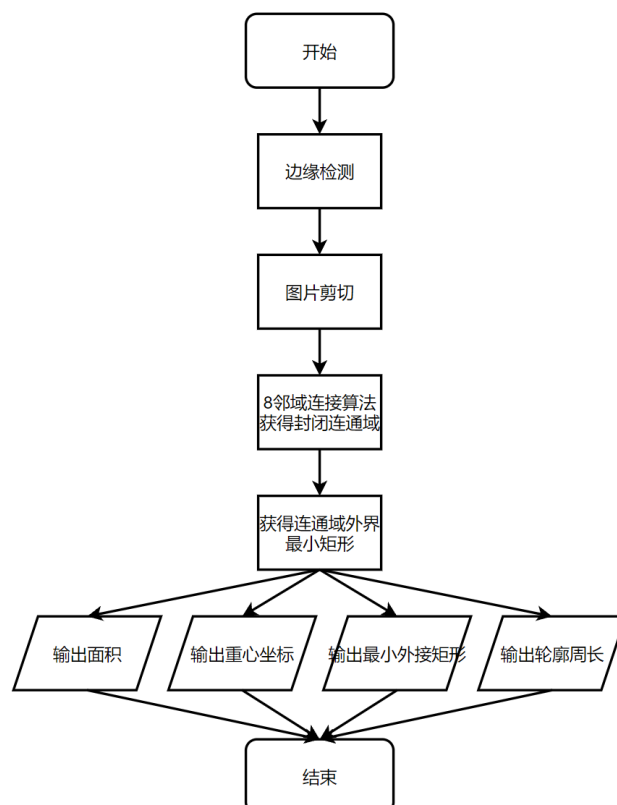 开始
边缘检测
图片剪切
8邻域连接算法
获得封闭连通域
获得连通域外界
最小矩形
输出面积
输出重心坐标
输出最小外接矩形
输出轮廓周长
结束